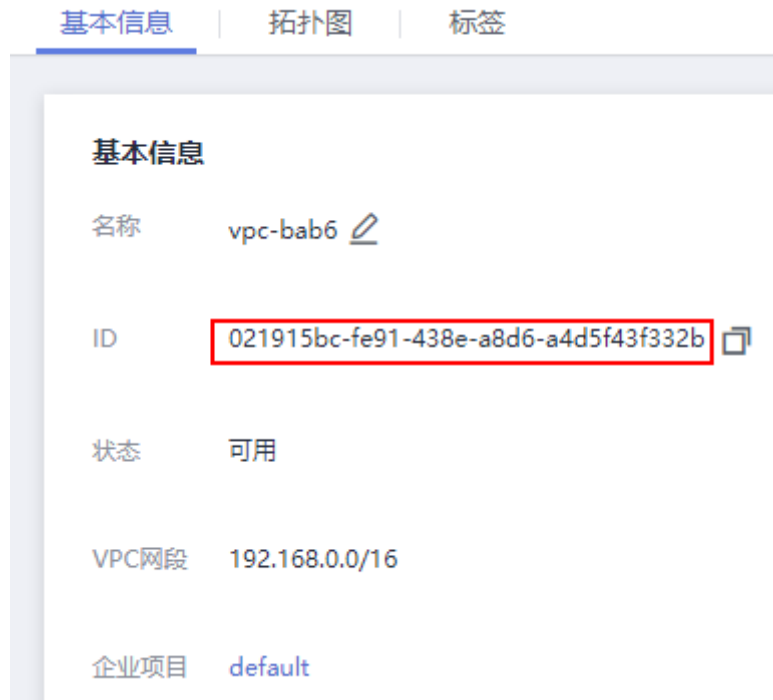 基本信息 拓扑图 标签
基本信息
名称 vpc-bab6
ID 021915bc-fe91-438e-a8d6-a4d5f43f332b
状态 可用
VPC网段 192.168.0.0/16
企业项目 default